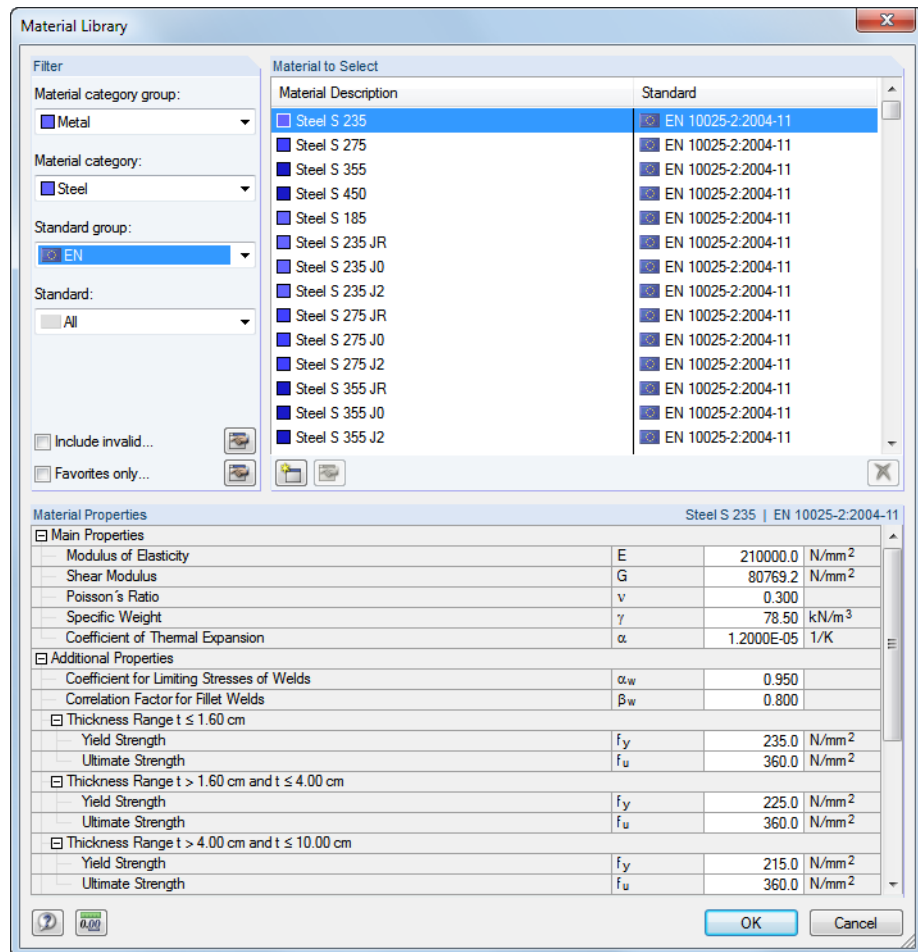 Material Library
Filter
Material category group:
Metal
Material category:
Steel
Standard group:
EN
Standard:
All
Include invalid...
Favorites only...
Material to Select
Material Description Standard
Steel S 235 EN 10025-2:2004-11
Steel S 275 EN 10025-2:2004-11
Steel S 355 EN 10025-2:2004-11
Steel S 450 EN 10025-2:2004-11
Steel S 185 EN 10025-2:2004-11
Steel S 235 JR EN 10025-2:2004-11
Steel S 235 J0 EN 10025-2:2004-11
Steel S 235 J2 EN 10025-2:2004-11
Steel S 275 JR EN 10025-2:2004-11
Steel S 275 J0 EN 10025-2:2004-11
Steel S 275 J2 EN 10025-2:2004-11
Steel S 355 JR EN 10025-2:2004-11
Steel S 355 J0 EN 10025-2:2004-11
Steel S 355 J2 EN 10025-2:2004-11
Material Properties Steel S 235 | EN 10025-2:2004-11
Main Properties
Modulus of Elasticity E 210000.0 N/mm²
Shear Modulus G 80769.2 N/mm²
Poisson´s Ratio ν 0.300
Specific Weight γ 78.50 kN/m³
Coefficient of Thermal Expansion α 1.2000E-05 1/K
Additional Properties
Coefficient for Limiting Stresses of Welds αw 0.950
Correlation Factor for Fillet Welds βw 0.800
Thickness Range t ≤ 1.60 cm
Yield Strength fy 235.0 N/mm²
Ultimate Strength fu 360.0 N/mm²
Thickness Range t > 1.60 cm and t ≤ 4.00 cm
Yield Strength fy 225.0 N/mm²
Ultimate Strength fu 360.0 N/mm²
Thickness Range t > 4.00 cm and t ≤ 10.00 cm
Yield Strength fy 215.0 N/mm²
Ultimate Strength fu 360.0 N/mm²
0.00 OK Cancel